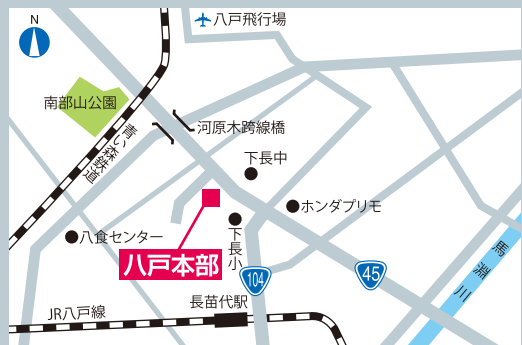 N
八戸飛行場
南部山公園
河原木跨線橋
青い森鉄道
下長中
ホンダプリモ
八食センター
下長小
八戸本部
104
45
馬淵川
長苗代駅
JR八戸線